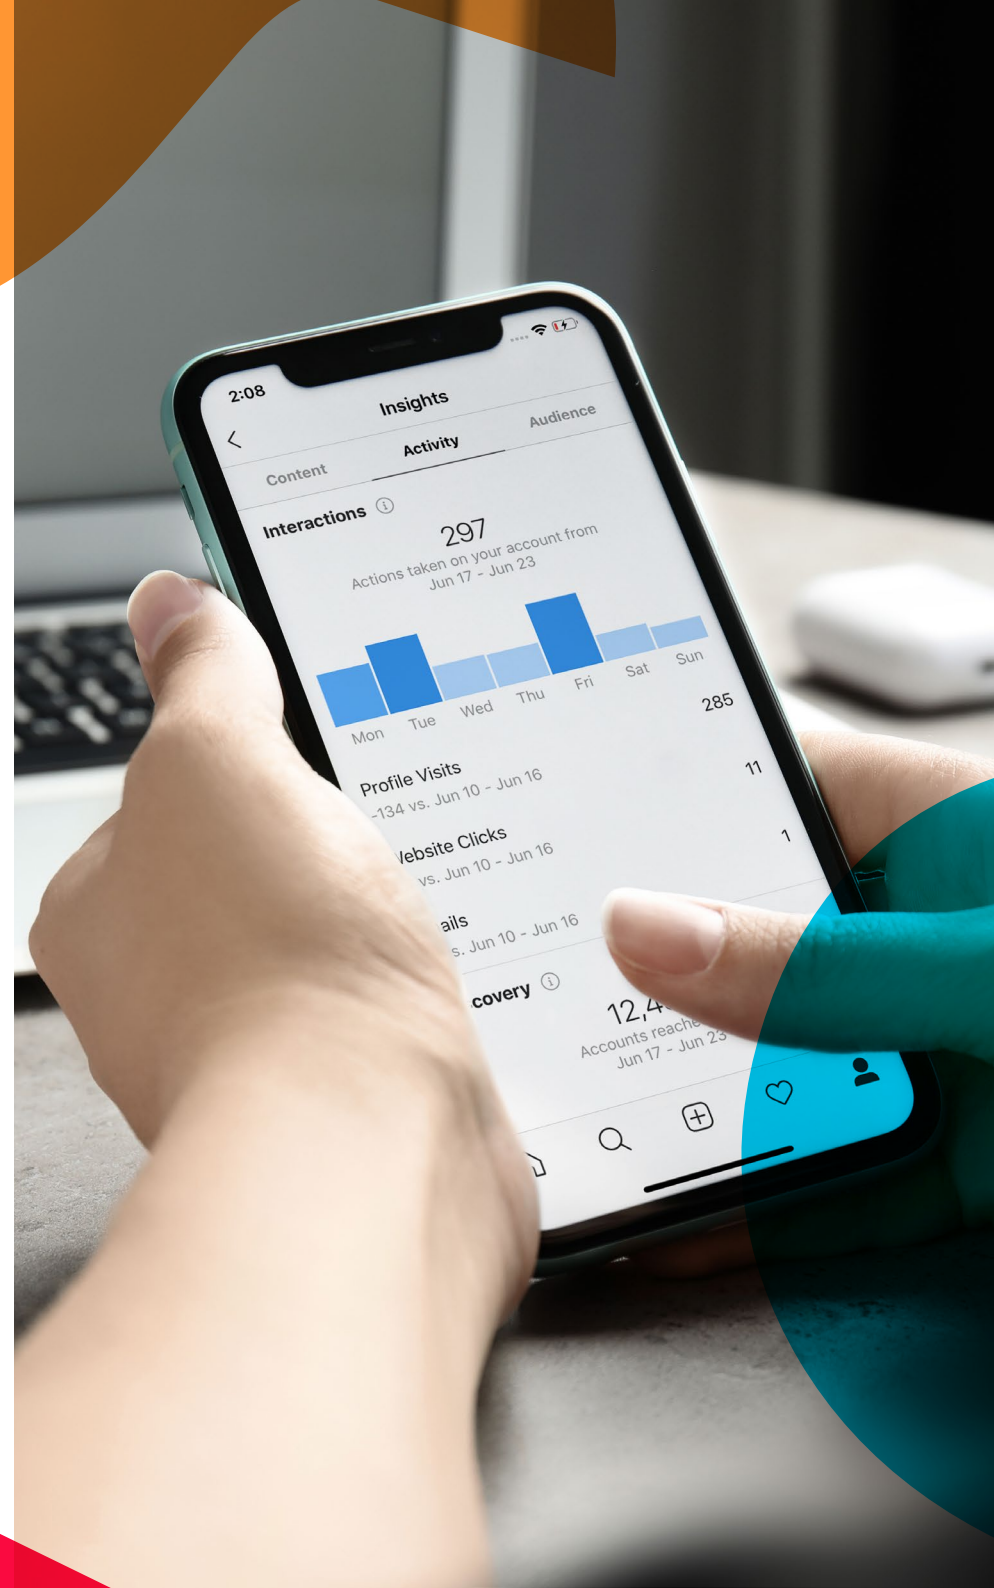 2:08
Insights
Content Activity Audience
Interactions
297
Actions taken on your account from
Jun 17 - Jun 23
Mon Tue Wed Thu Fri Sat Sun
Profile Visits 285
-134 vs. Jun 10 - Jun 16
Website Clicks 11
vs. Jun 10 - Jun 16
ails 1
s. Jun 10 - Jun 16
covery
12,4
Accounts reache
Jun 17 - Jun 23